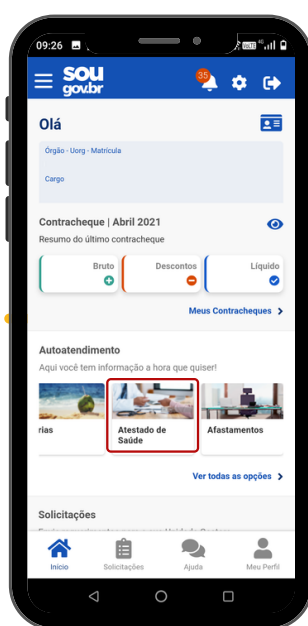 09:26
4G
SOU
gov.br
35
Olá
Órgão - Uorg - Matrícula
Cargo
Contracheque | Abril 2021
Resumo do último contracheque
Bruto Descontos Líquido
Meus Contracheques
Autoatendimento
Aqui você tem informação a hora que quiser!
rias Atestado de Saúde Afastamentos
Ver todas as opções
Solicitações
Início Solicitações Ajuda Meu Perfil